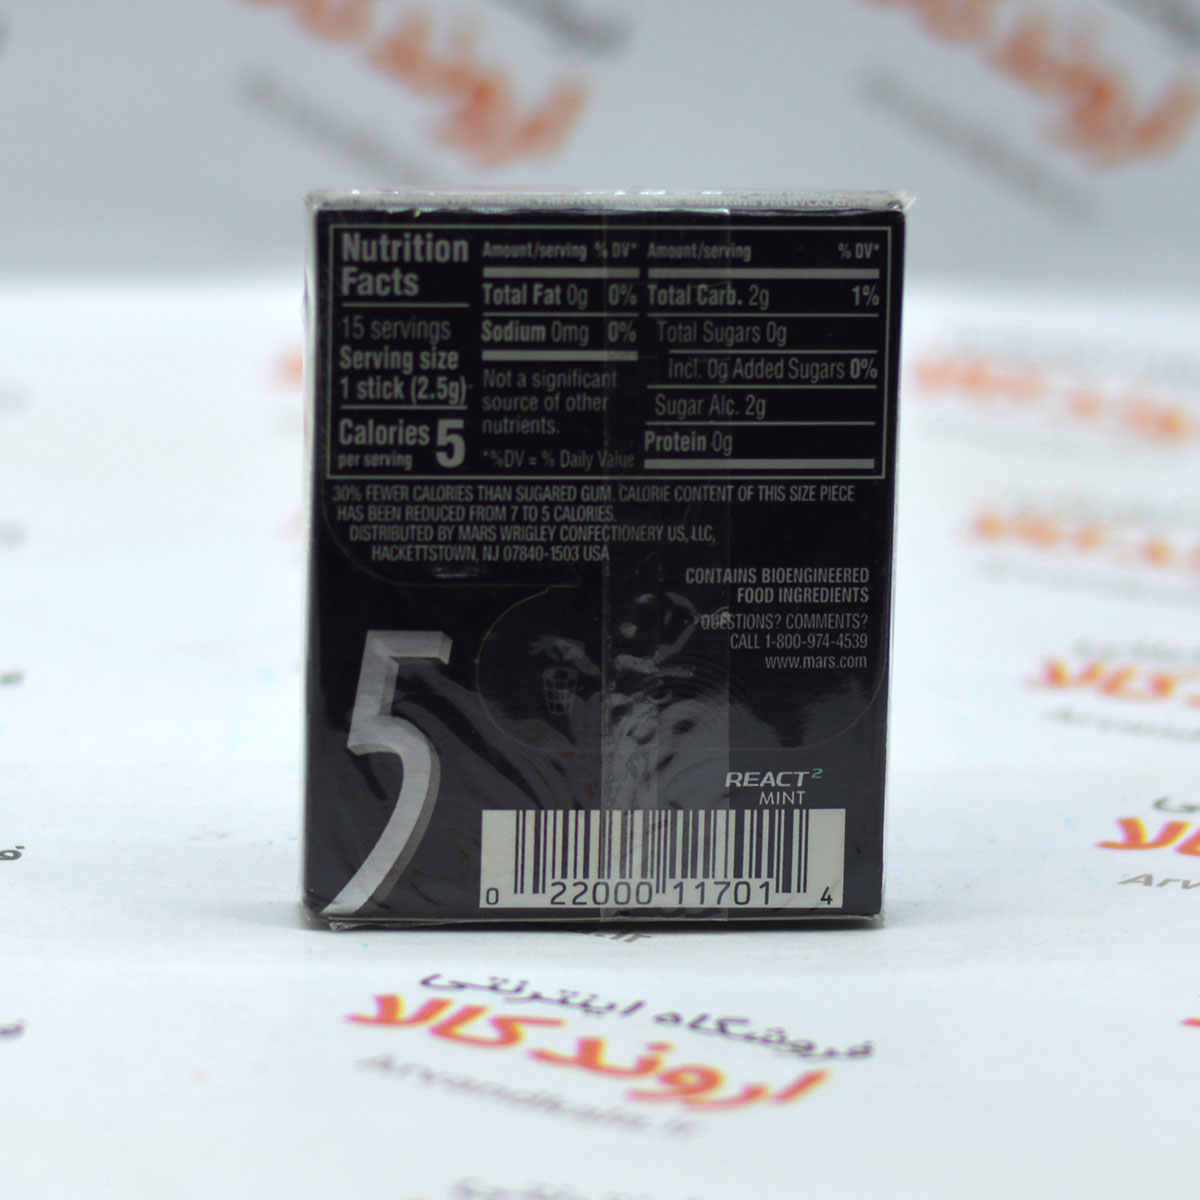 Nutrition
Facts
15 servings
Serving size
1 stick (2.5g)
Calories 5
per serving
Amount/serving % DV*
Total Fat 0g 0%
Sodium 0mg 0%
Not a significant
source of other
nutrients.
*%DV = % Daily Value
Amount/serving % DV*
Total Carb. 2g 1%
Total Sugars 0g
Incl. 0g Added Sugars 0%
Sugar Alc. 2g
Protein 0g
30% FEWER CALORIES THAN SUGARED GUM. CALORIE CONTENT OF THIS SIZE PIECE
HAS BEEN REDUCED FROM 7 TO 5 CALORIES.
DISTRIBUTED BY MARS WRIGLEY CONFECTIONERY US, LLC,
HACKETTSTOWN, NJ 07840-1503 USA
CONTAINS BIOENGINEERED
FOOD INGREDIENTS
QUESTIONS? COMMENTS?
CALL 1-800-974-4539
www.mars.com
5
REACT²
MINT
0 22000 11701 4
فروشگاه اینترنتی
اروند کالا
Arvandkala.ir